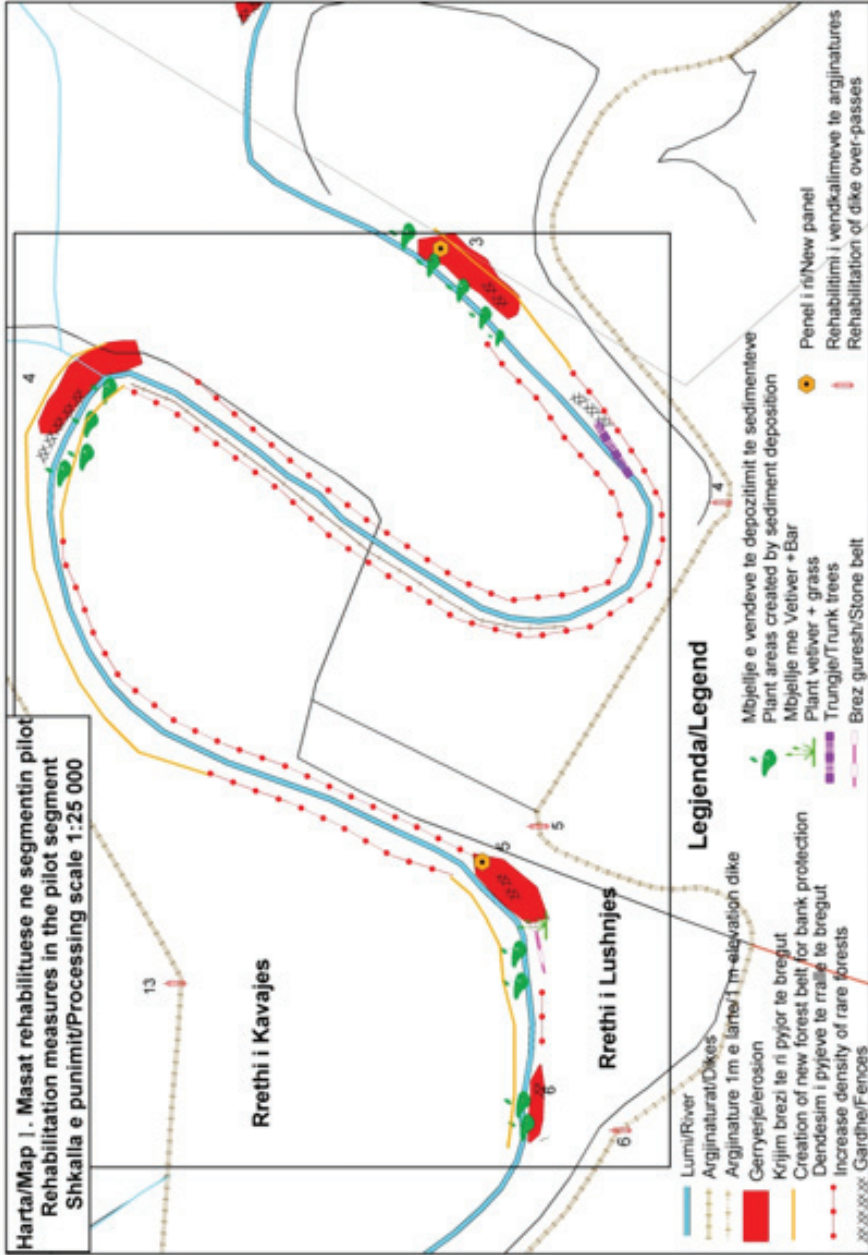 Harta/Map 1. Masat rehabilituese ne segmentin pilot
Rehabilitation measures in the pilot segment
Shkalla e punimit/Processing scale 1:25 000
4
3
13
5
Rrethi i Kavajes
Rrethi i Lushnjes
5
4
6
6
Legjenda/Legend
Lumi/River
Argjinaturat/Dikes
Argjinature 1m e larte/1 m elevation dike
Gerryerje/erosion
Krijim brezi te ri pyjor te bregut
Creation of new forest belt for bank protection
Dendesim i pyjeve te rralle te bregut
Increase density of rare forests
Gardhe/Fences
Mbjellje e vendeve te depozitimit te sedimenteve
Plant areas created by sediment deposition
Mbjellje me Vetiver +Bar
Plant vetiver + grass
Trungje/Trunk trees
Brez guresh/Stone belt
Penel i ri/New panel
Rehabilitimi i vendkalimeve te argjinatures
Rehabilitation of dike over-passes